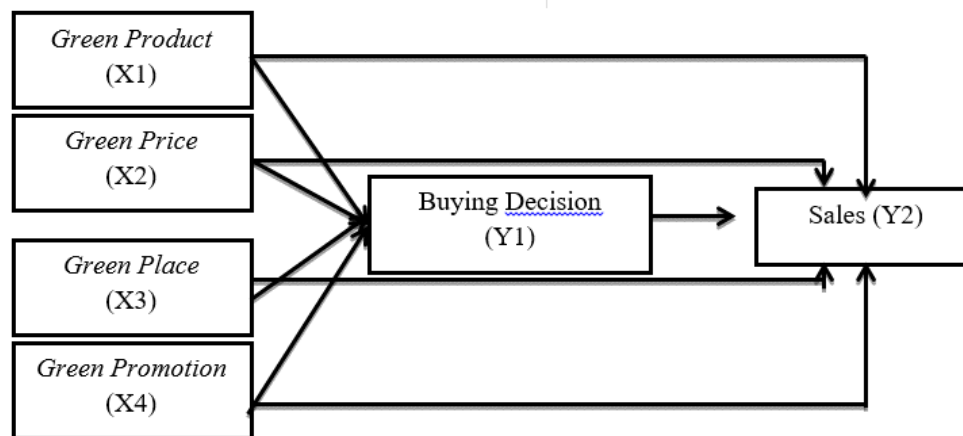 Green Product
(X1)
Green Price
(X2)
Buying Decision
(Y1)
Sales (Y2)
Green Place
(X3)
Green Promotion
(X4)